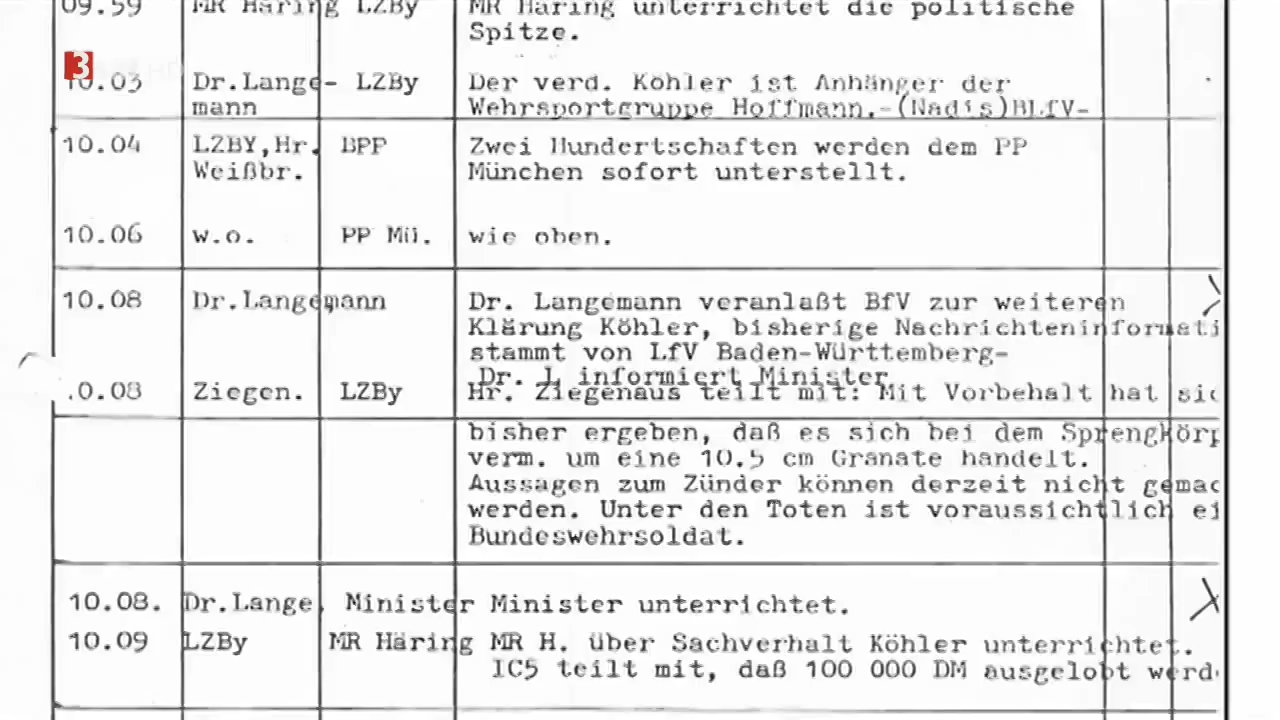 09.59 MR Häring LZBy MR Häring unterrichtet die politische
Spitze.
3
10.03 Dr.Lange- LZBy Der verd. Köhler ist Anhänger der
mann Wehrsportgruppe Hoffmann.-(Nadis)BLfV-
10.04 LZBY,Hr. BPP Zwei Hundertschaften werden dem PP
Weißbr. München sofort unterstellt.
10.06 w.o. PP Mü. wie oben.
10.08 Dr.Langemann Dr. Langemann veranlaßt BfV zur weiteren
Klärung Köhler, bisherige Nachrichteninformati
stammt von LfV Baden-Württemberg-
Dr. L informiert Minister
.0.08 Ziegen. LZBy Hr. Ziegenaus teilt mit: Mit Vorbehalt hat sic
bisher ergeben, daß es sich bei dem Sprengkörp
verm. um eine 10.5 cm Granate handelt.
Aussagen zum Zünder können derzeit nicht gemac
werden. Unter den Toten ist voraussichtlich ei
Bundeswehrsoldat.
10.08. Dr.Lange. Minister Minister unterrichtet.
10.09 LZBy MR Häring MR H. über Sachverhalt Köhler unterrichtet.
IC5 teilt mit, daß 100 000 DM ausgelobt werd